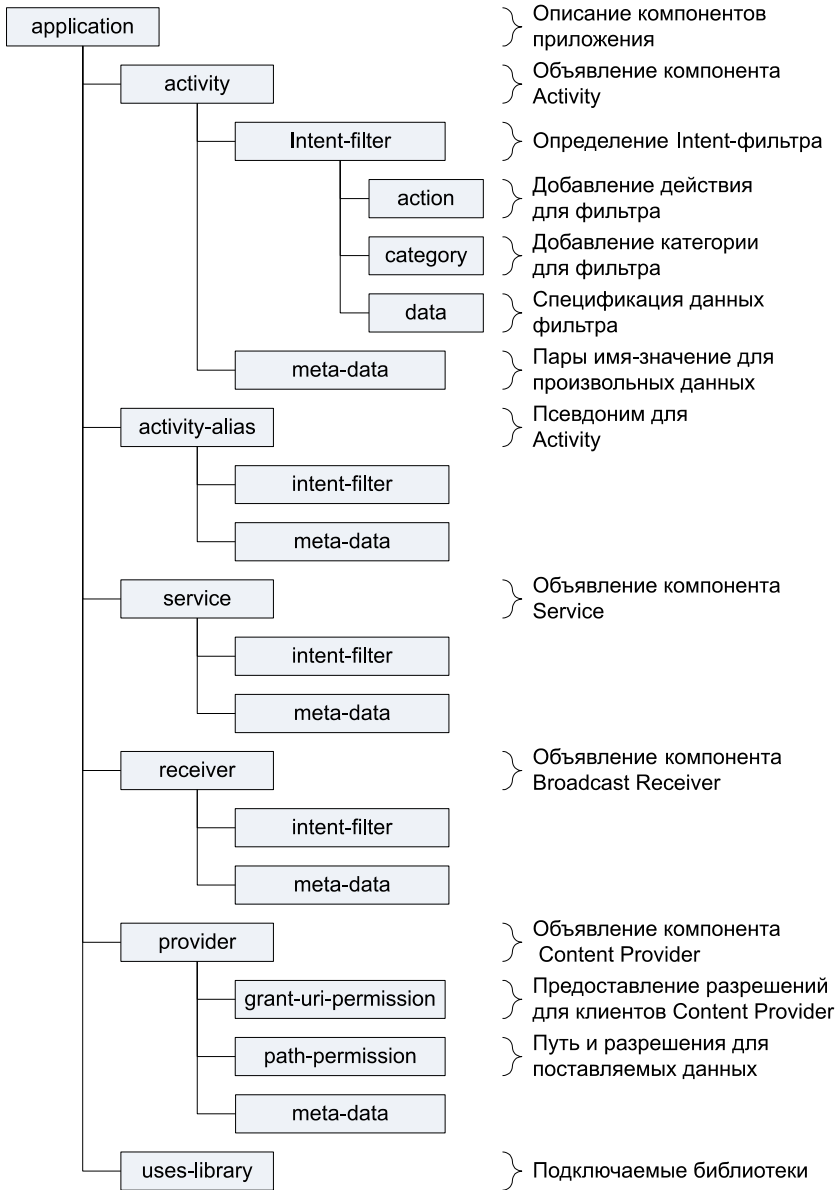 application
Описание компонентов
приложения
activity
Объявление компонента
Activity
Intent-filter
Определение Intent-фильтра
action
Добавление действия
для фильтра
category
Добавление категории
для фильтра
data
Спецификация данных
фильтра
meta-data
Пары имя-значение для
произвольных данных
activity-alias
Псевдоним для
Activity
intent-filter
meta-data
service
Объявление компонента
Service
intent-filter
meta-data
receiver
Объявление компонента
Broadcast Receiver
intent-filter
meta-data
provider
Объявление компонента
Content Provider
grant-uri-permission
Предоставление разрешений
для клиентов Content Provider
path-permission
Путь и разрешения для
поставляемых данных
meta-data
uses-library
Подключаемые библиотеки